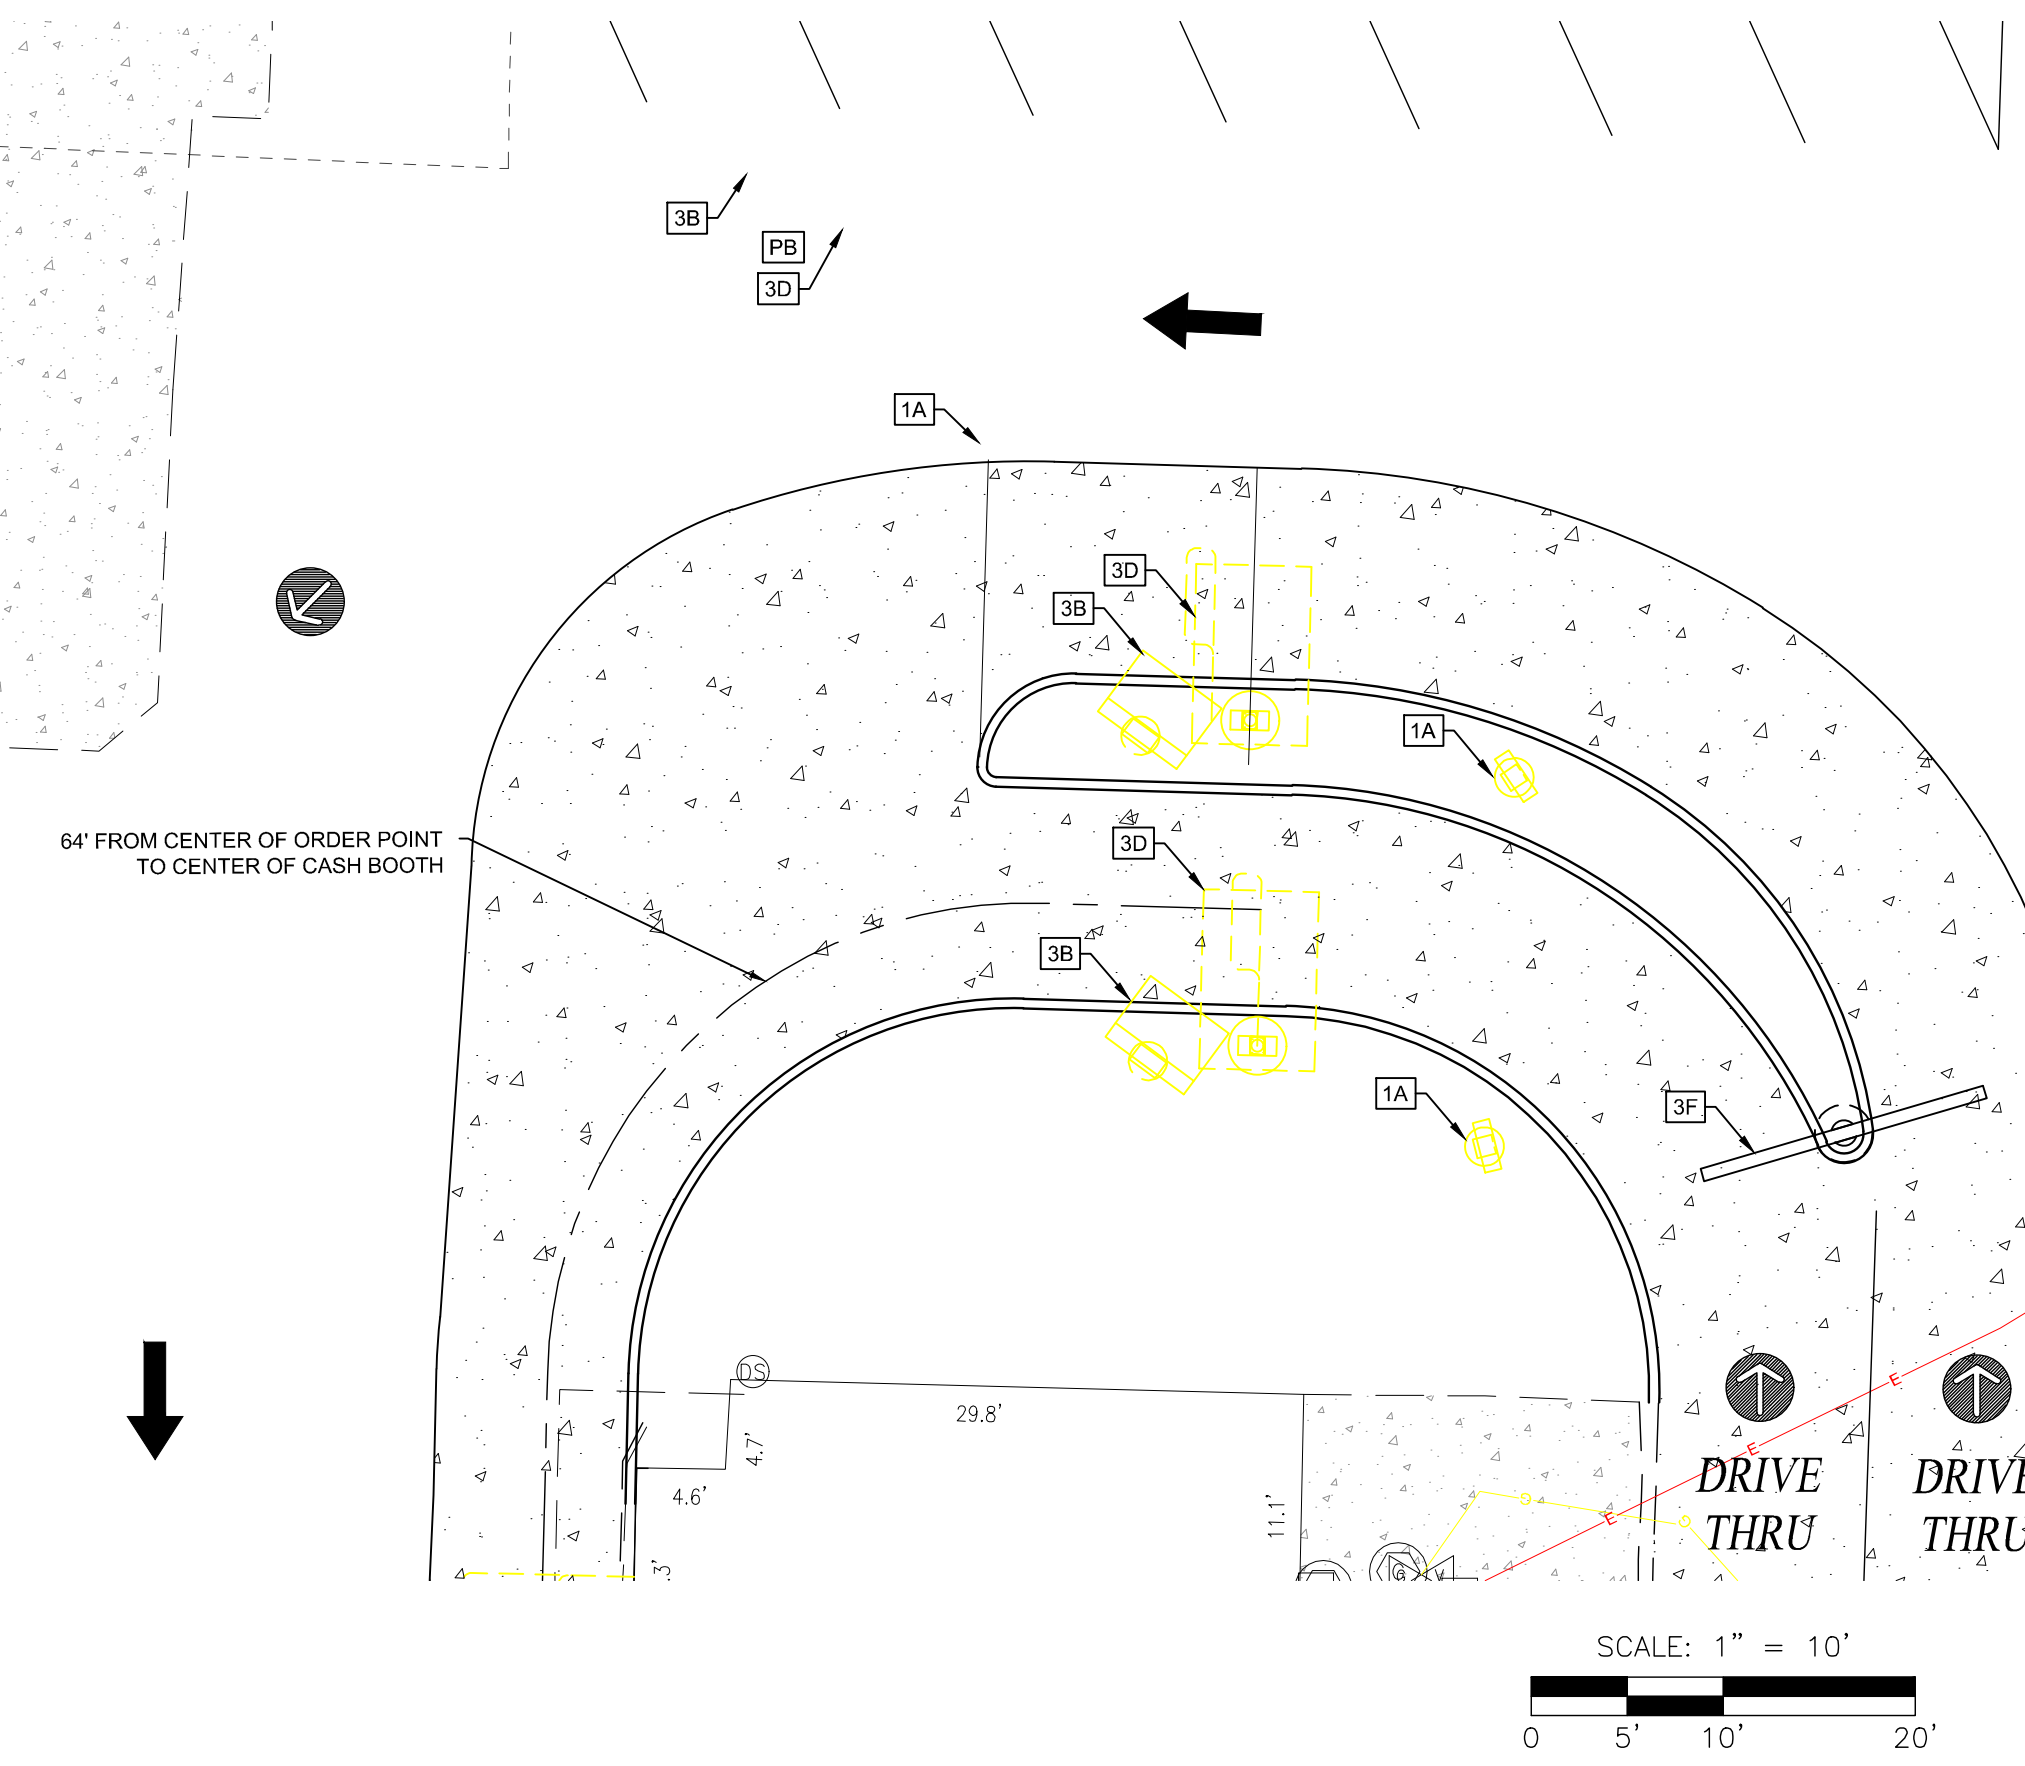 3B
PB
3D
1A
3D
3B
1A
64' FROM CENTER OF ORDER POINT
TO CENTER OF CASH BOOTH
3D
3B
1A
3F
DS
29.8'
4.7'
4.6'
11.1'
E
E
E
G
G
DRIVE
THRU
DRIVE
THRU
3'
G
SCALE: 1" = 10'
0
5'
10'
20'